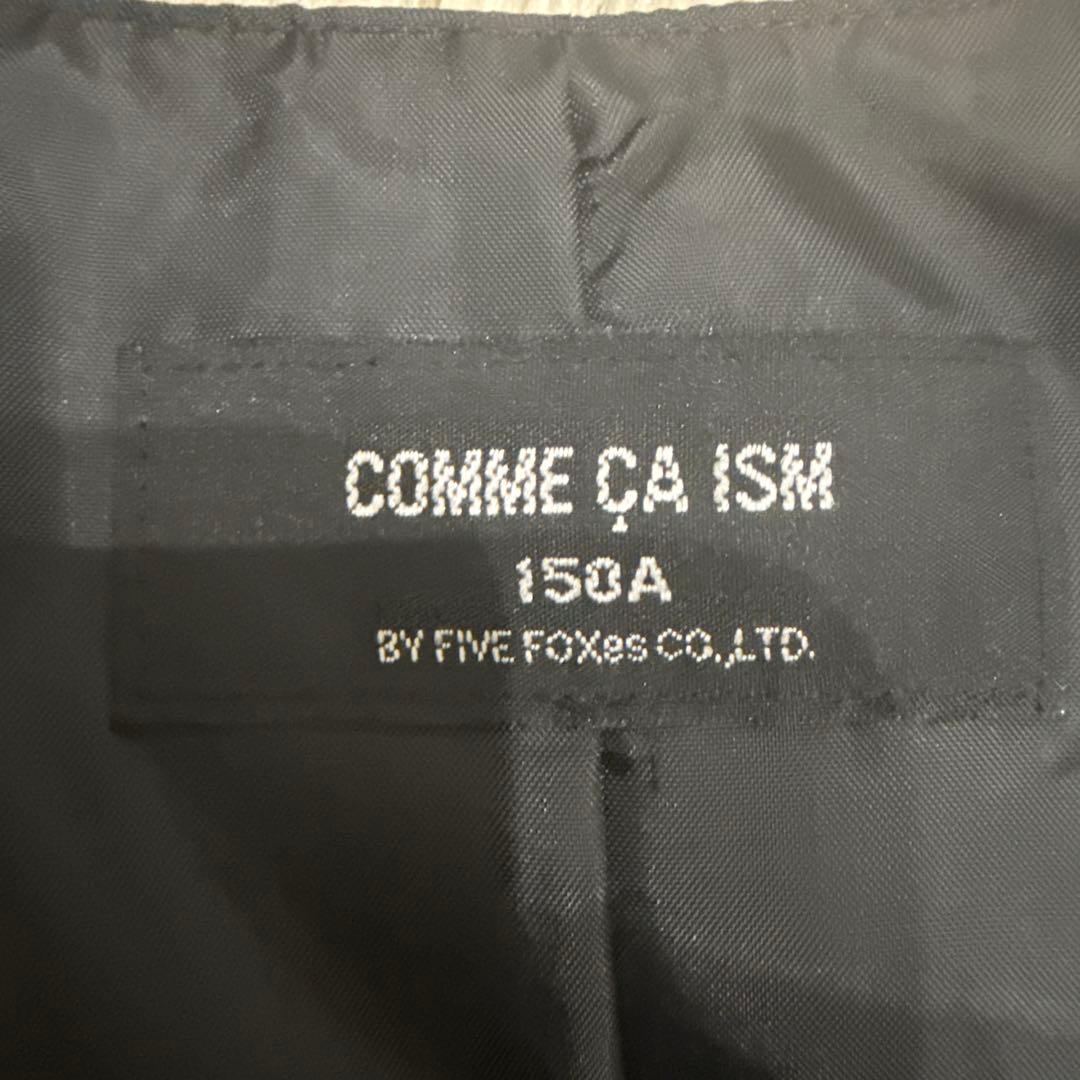 COMME ÇA ISM
150A
BY FIVE FOXes CO.,LTD.